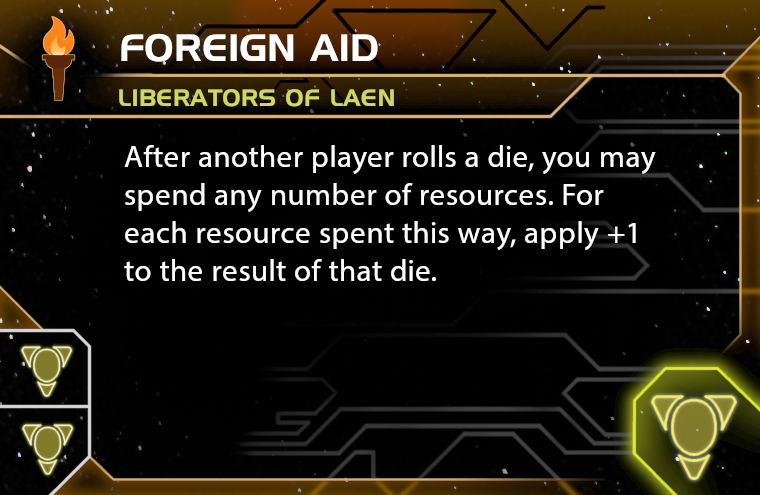 FOREIGN AID
LIBERATORS OF LAEN
After another player rolls a die, you may
spend any number of resources. For
each resource spent this way, apply +1
to the result of that die.